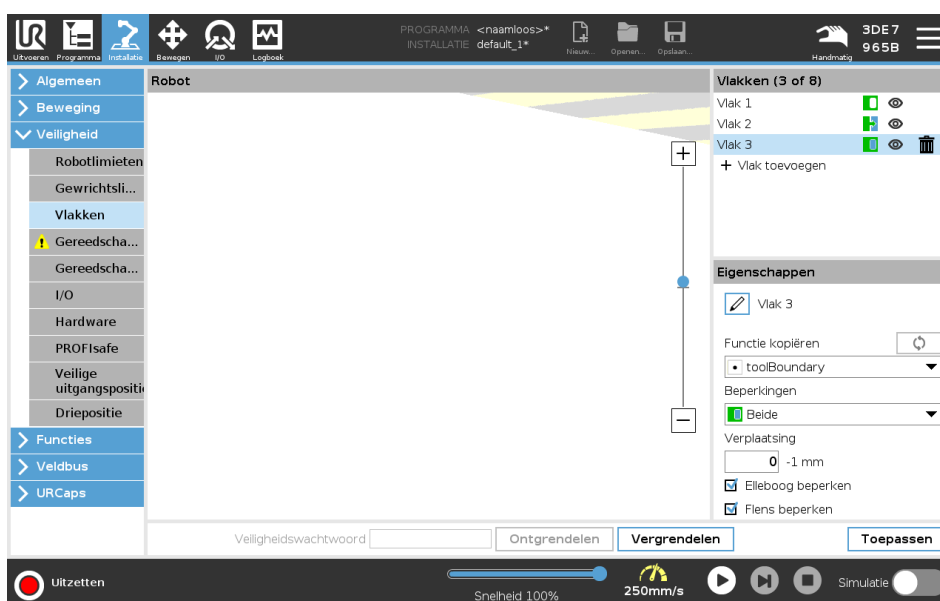 UR
Uitvoeren Programma Installatie Bewegen I/O Logboek
PROGRAMMA <naamloos>*
INSTALLATIE default_1*
Nieuw... Openen... Opslaan...
Handmatig
3DE7
965B
Algemeen
Beweging
Veiligheid
Robotlimieten
Gewrichtsli...
Vlakken
Gereedscha...
Gereedscha...
I/O
Hardware
PROFIsafe
Veilige
uitgangspositi
Driepositie
Functies
Veldbus
URCaps
Robot
Vlakken (3 of 8)
Vlak 1
Vlak 2
Vlak 3
+ Vlak toevoegen
Eigenschappen
Vlak 3
Functie kopiëren
toolBoundary
Beperkingen
Beide
Verplaatsing
0 -1 mm
Elleboog beperken
Flens beperken
Veiligheidswachtwoord Ontgrendelen Vergrendelen Toepassen
Uitzetten
Snelheid 100%
250mm/s
Simulatie